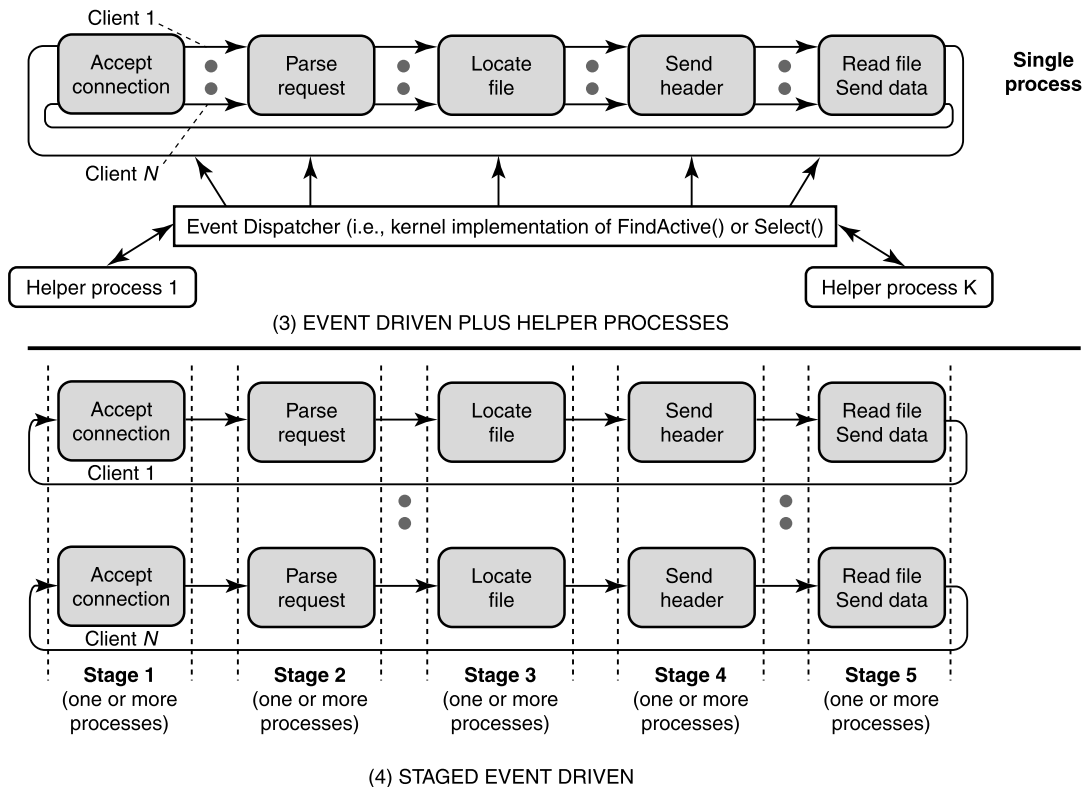 Client 1
Accept
connection
Parse
request
Locate
file
Send
header
Read file
Send data
Single
process
Client N
Event Dispatcher (i.e., kernel implementation of FindActive() or Select()
Helper process 1
Helper process K
(3) EVENT DRIVEN PLUS HELPER PROCESSES
Accept
connection
Parse
request
Locate
file
Send
header
Read file
Send data
Client 1
Accept
connection
Parse
request
Locate
file
Send
header
Read file
Send data
Client N
Stage 1
(one or more
processes)
Stage 2
(one or more
processes)
Stage 3
(one or more
processes)
Stage 4
(one or more
processes)
Stage 5
(one or more
processes)
(4) STAGED EVENT DRIVEN